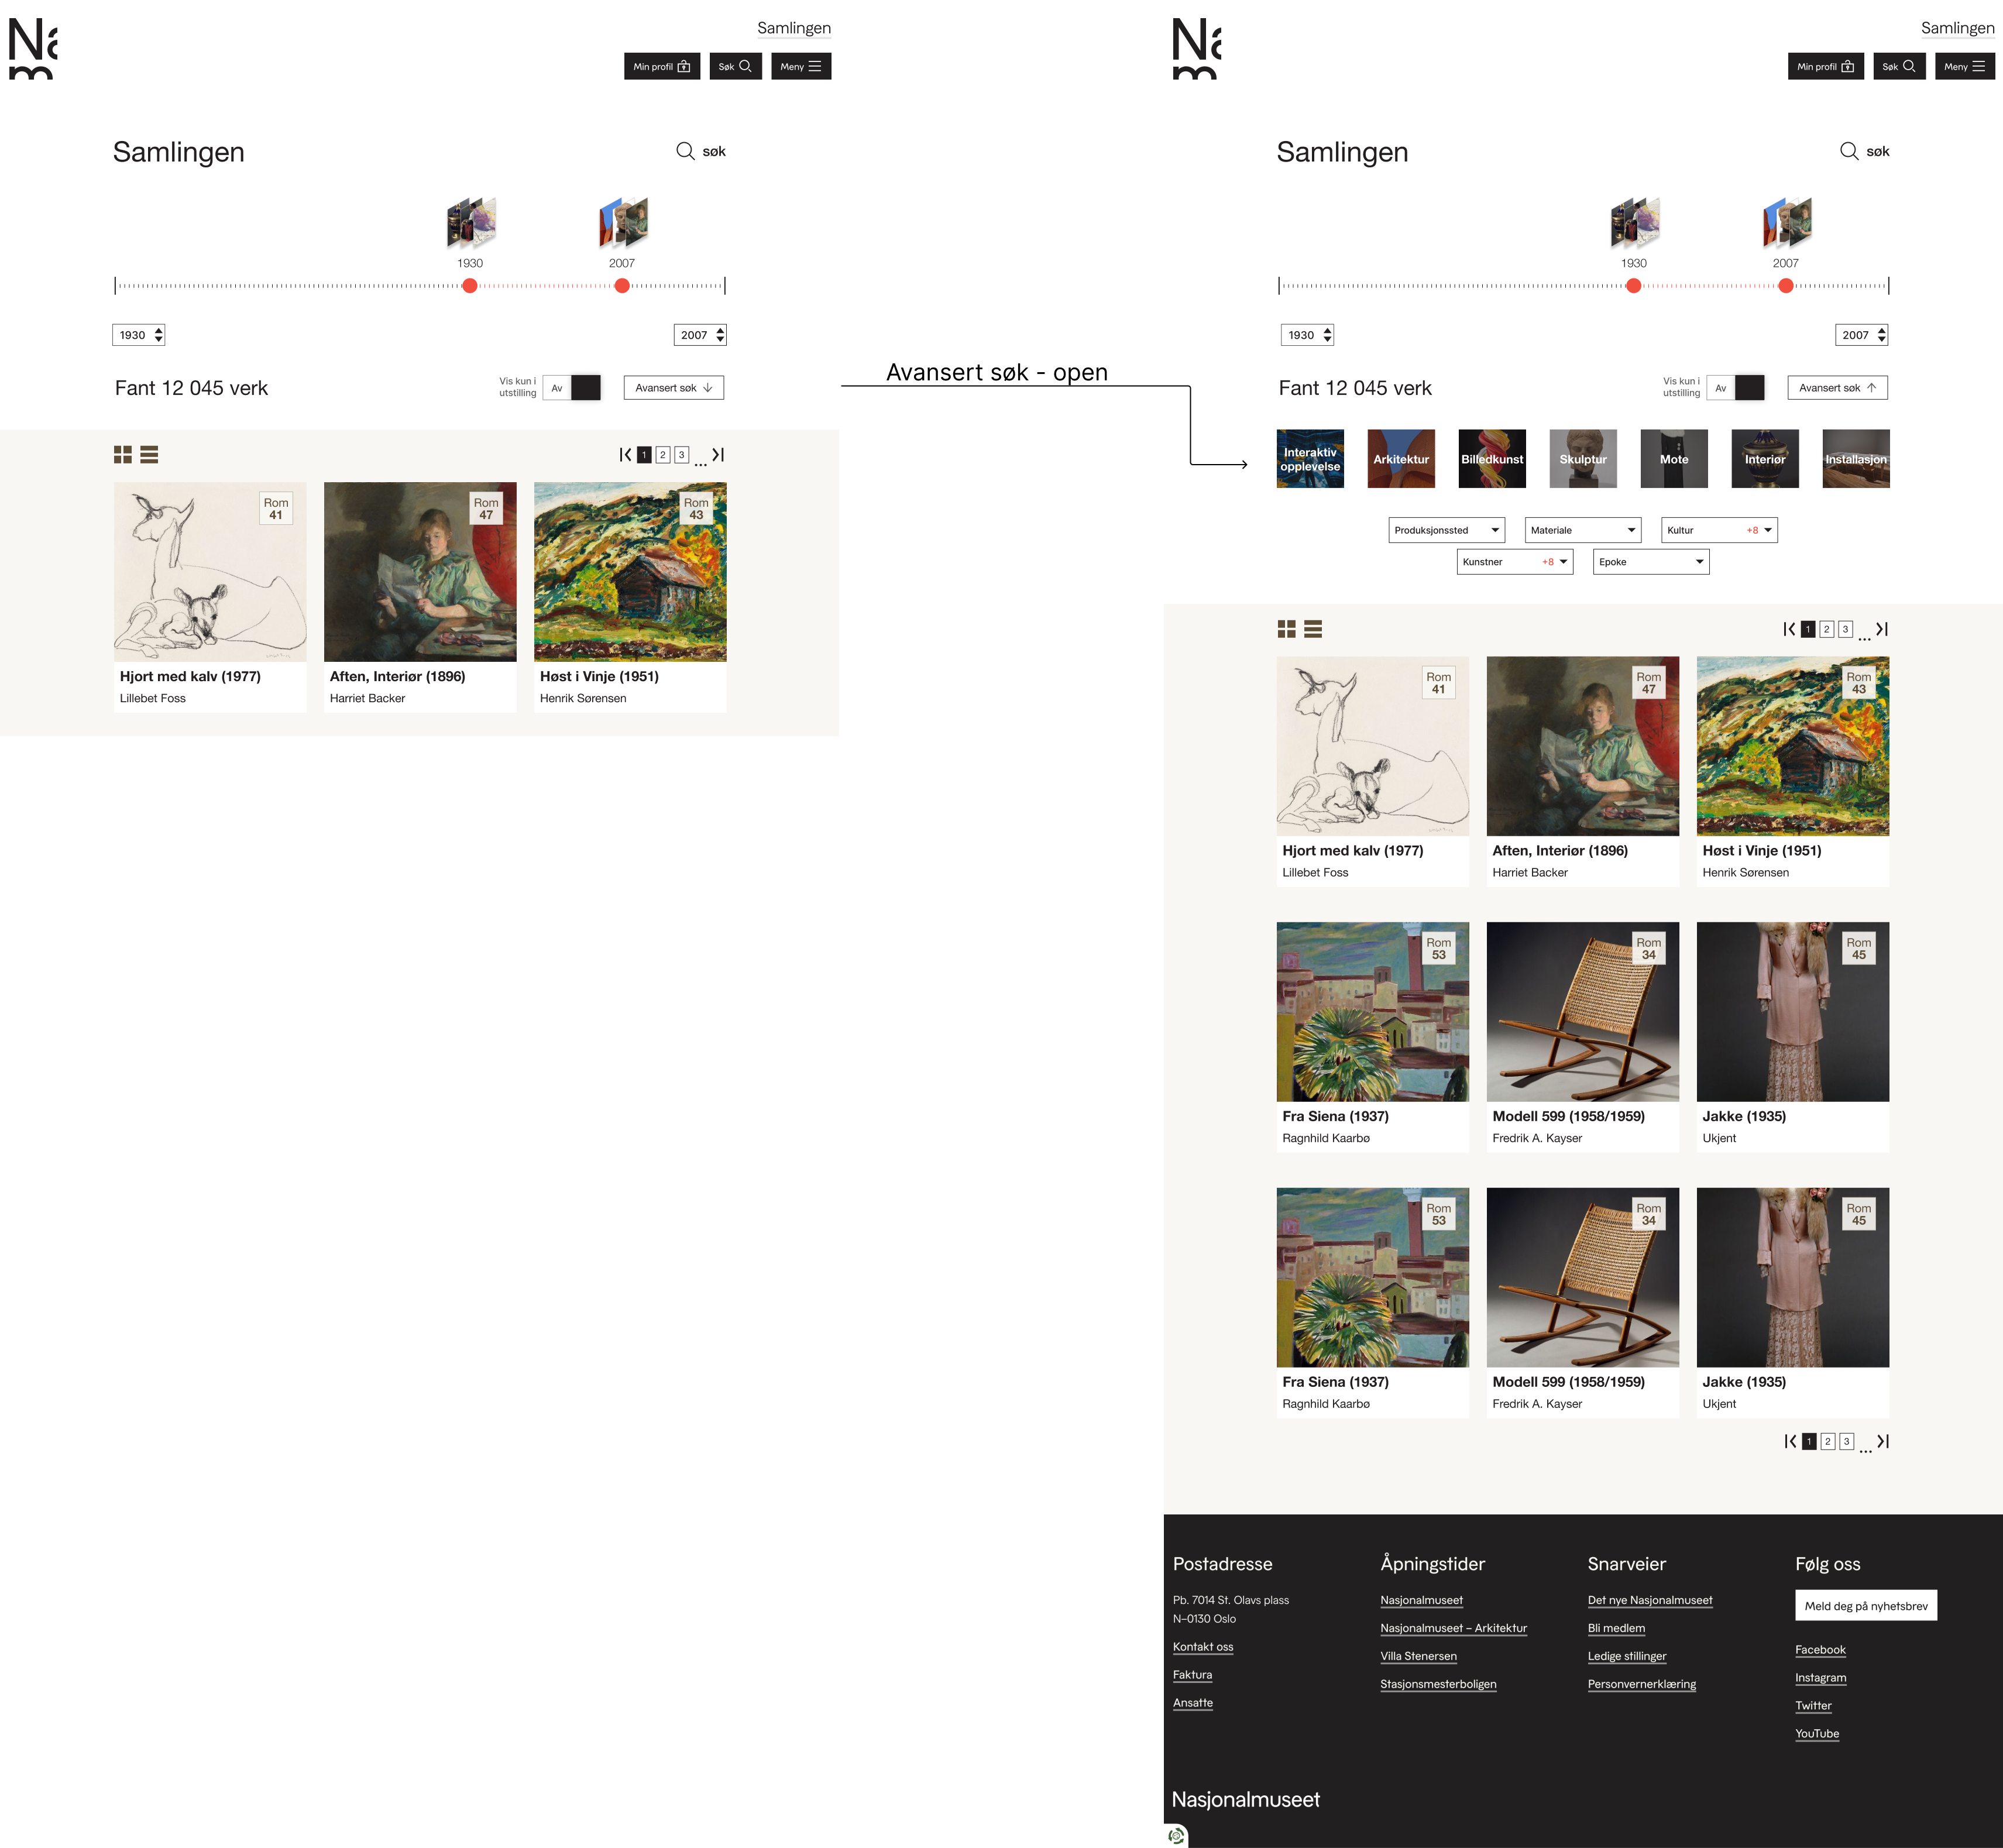 Na
m
Samlingen
Min profil
Søk
Meny
Samlingen
søk
1930
2007
1930
2007
Fant 12 045 verk
Vis kun i
utstilling
Av
Avansert søk
1
2
3
...
Rom
41
Rom
47
Rom
43
Hjort med kalv (1977)
Lillebet Foss
Aften, Interiør (1896)
Harriet Backer
Høst i Vinje (1951)
Henrik Sørensen
Avansert søk - open
Na
m
Samlingen
Min profil
Søk
Meny
Samlingen
søk
1930
2007
1930
2007
Fant 12 045 verk
Vis kun i
utstilling
Av
Avansert søk
Interaktiv
opplevelse
Arkitektur
Billedkunst
Skulptur
Mote
Interiør
Installasjon
Produksjonssted
Materiale
Kultur +8
Kunstner +8
Epoke
1
2
3
...
Rom
41
Rom
47
Rom
43
Hjort med kalv (1977)
Lillebet Foss
Aften, Interiør (1896)
Harriet Backer
Høst i Vinje (1951)
Henrik Sørensen
Rom
53
Rom
34
Rom
45
Fra Siena (1937)
Ragnhild Kaarbø
Modell 599 (1958/1959)
Fredrik A. Kayser
Jakke (1935)
Ukjent
Rom
53
Rom
34
Rom
45
Fra Siena (1937)
Ragnhild Kaarbø
Modell 599 (1958/1959)
Fredrik A. Kayser
Jakke (1935)
Ukjent
1
2
3
...
Postadresse
Pb. 7014 St. Olavs plass
N–0130 Oslo
Kontakt oss
Faktura
Ansatte
Åpningstider
Nasjonalmuseet
Nasjonalmuseet – Arkitektur
Villa Stenersen
Stasjonsmesterboligen
Snarveier
Det nye Nasjonalmuseet
Bli medlem
Ledige stillinger
Personvernerklæring
Følg oss
Meld deg på nyhetsbrev
Facebook
Instagram
Twitter
YouTube
Nasjonalmuseet